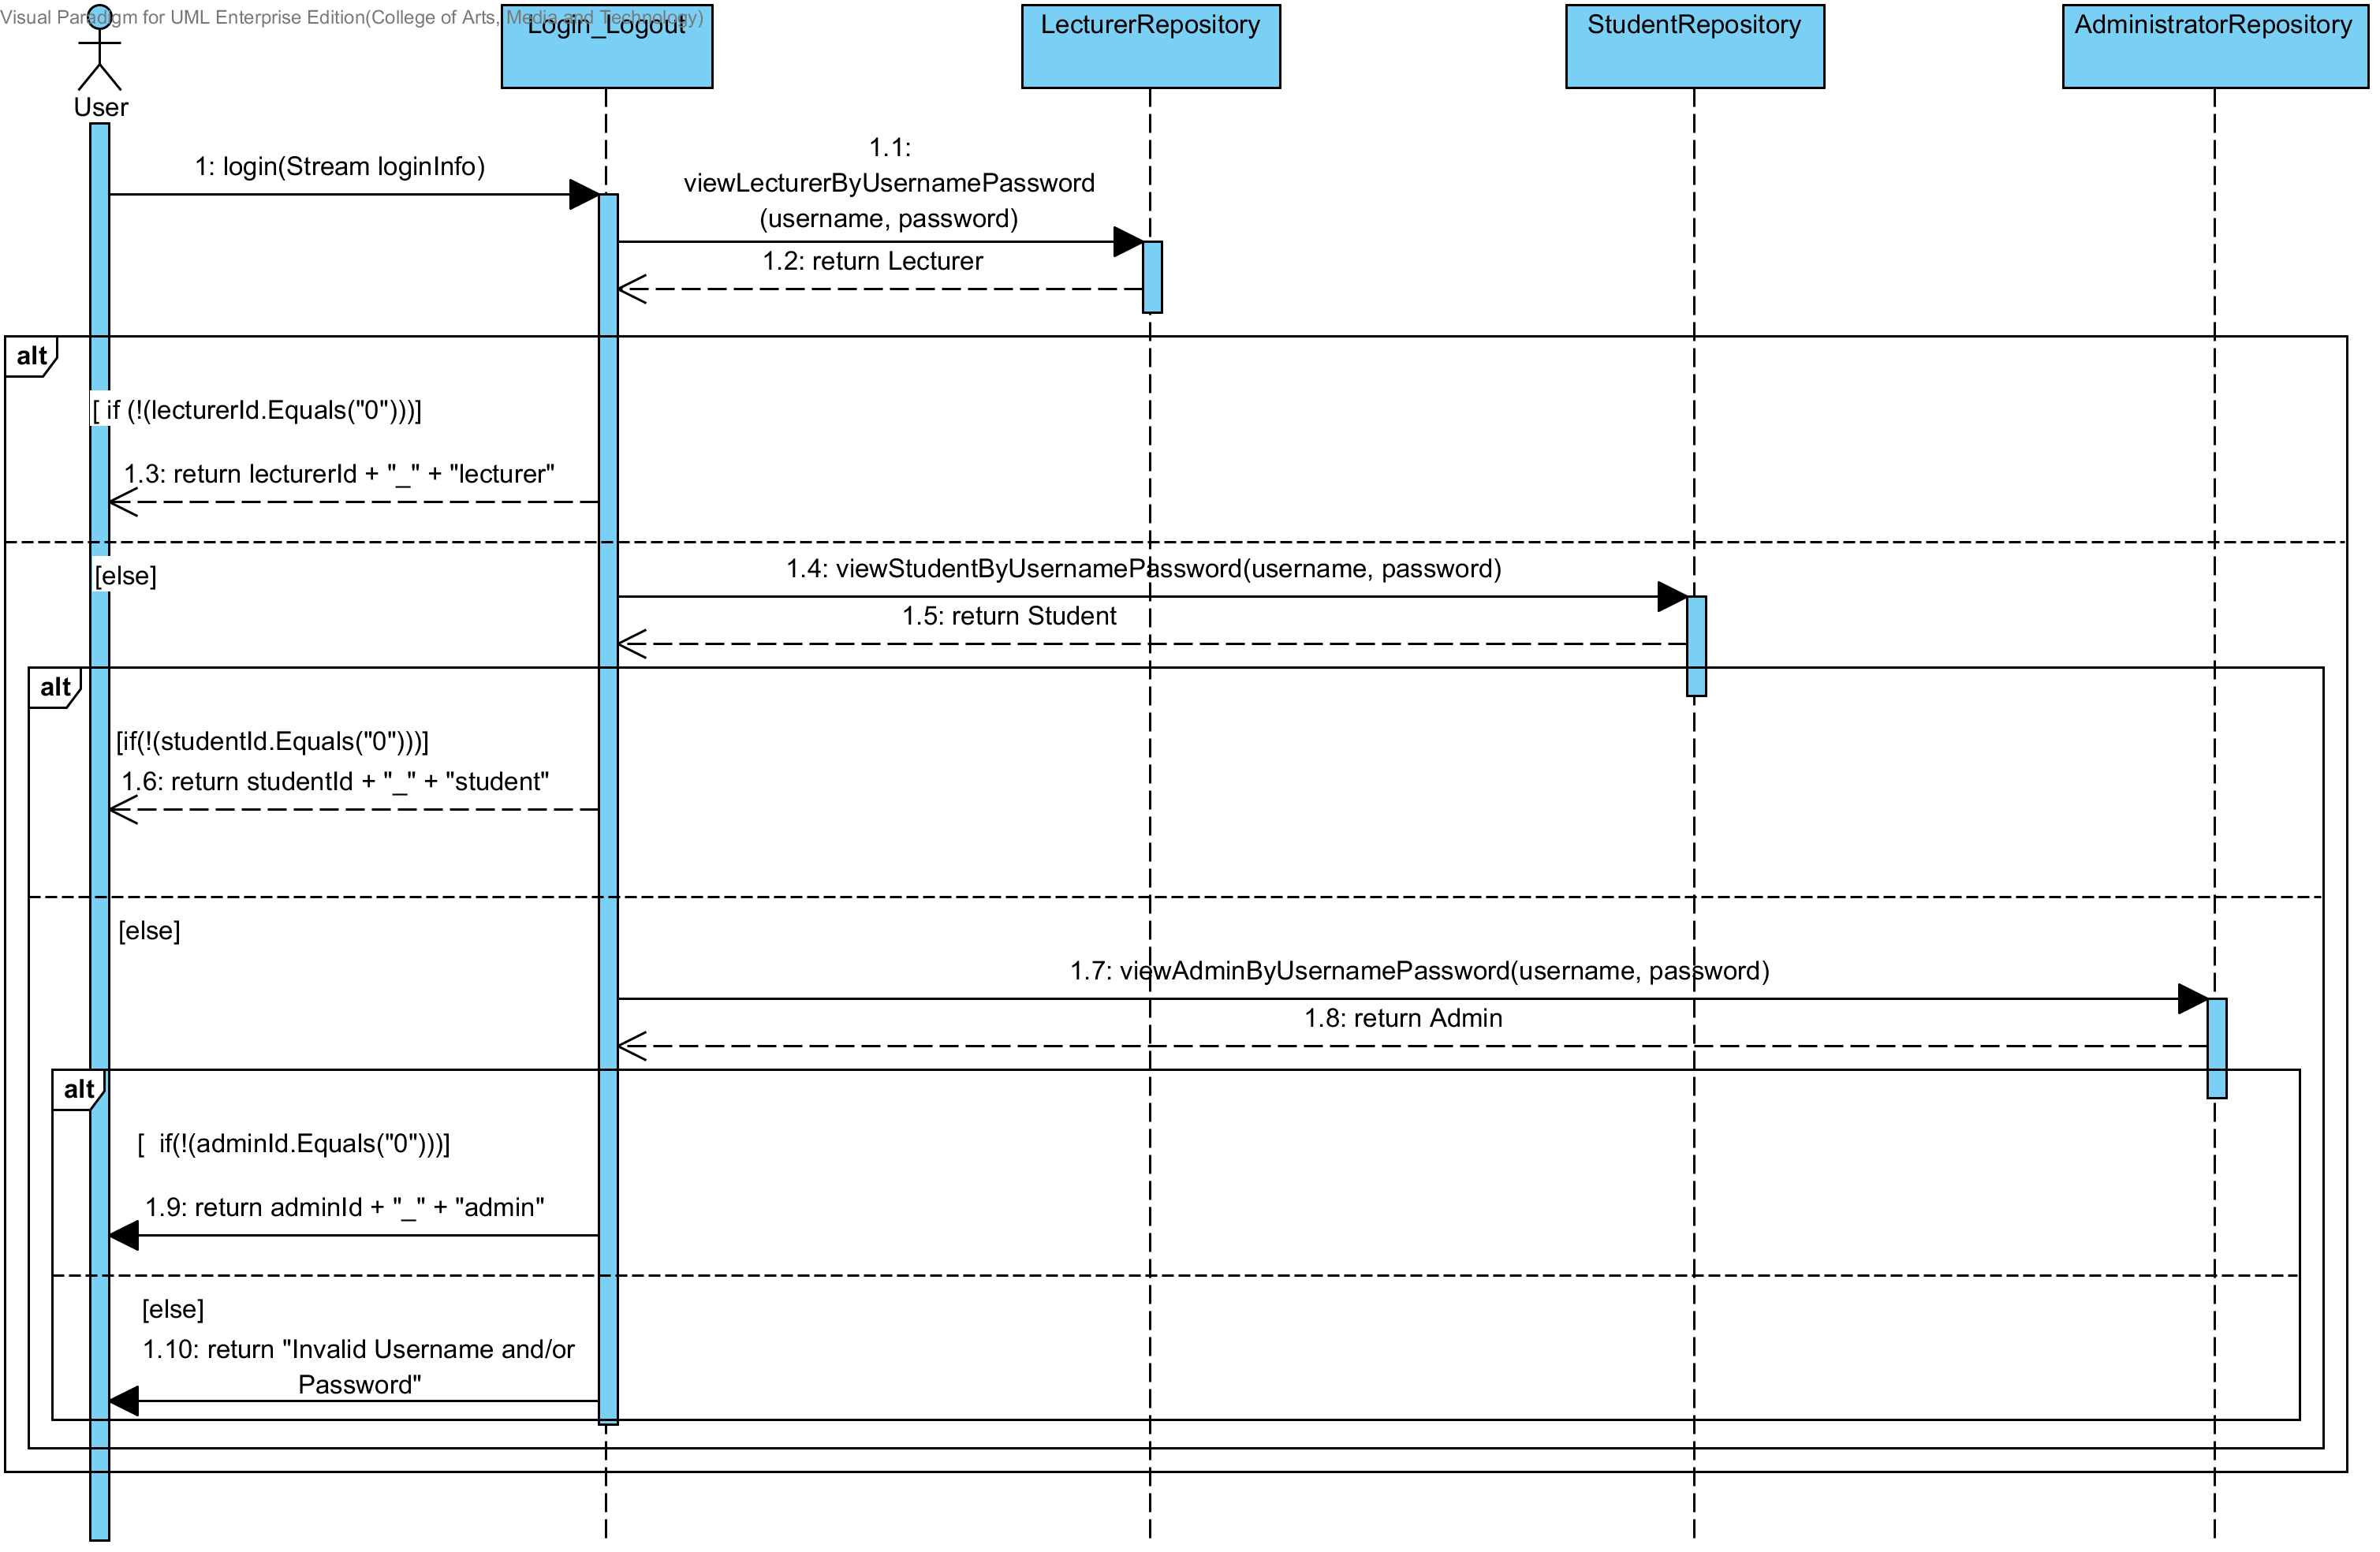 Visual Paradigm for UML Enterprise Edition(College of Arts, Media and Technology)
User
Login_Logout
LecturerRepository
StudentRepository
AdministratorRepository
1: login(Stream loginInfo)
1.1:
viewLecturerByUsernamePassword
(username, password)
1.2: return Lecturer
alt
[ if (!(lecturerId.Equals("0")))]
1.3: return lecturerId + "_" + "lecturer"
[else]
1.4: viewStudentByUsernamePassword(username, password)
1.5: return Student
alt
[if(!(studentId.Equals("0")))]
1.6: return studentId + "_" + "student"
[else]
1.7: viewAdminByUsernamePassword(username, password)
1.8: return Admin
alt
[  if(!(adminId.Equals("0")))]
1.9: return adminId + "_" + "admin"
[else]
1.10: return "Invalid Username and/or
Password"